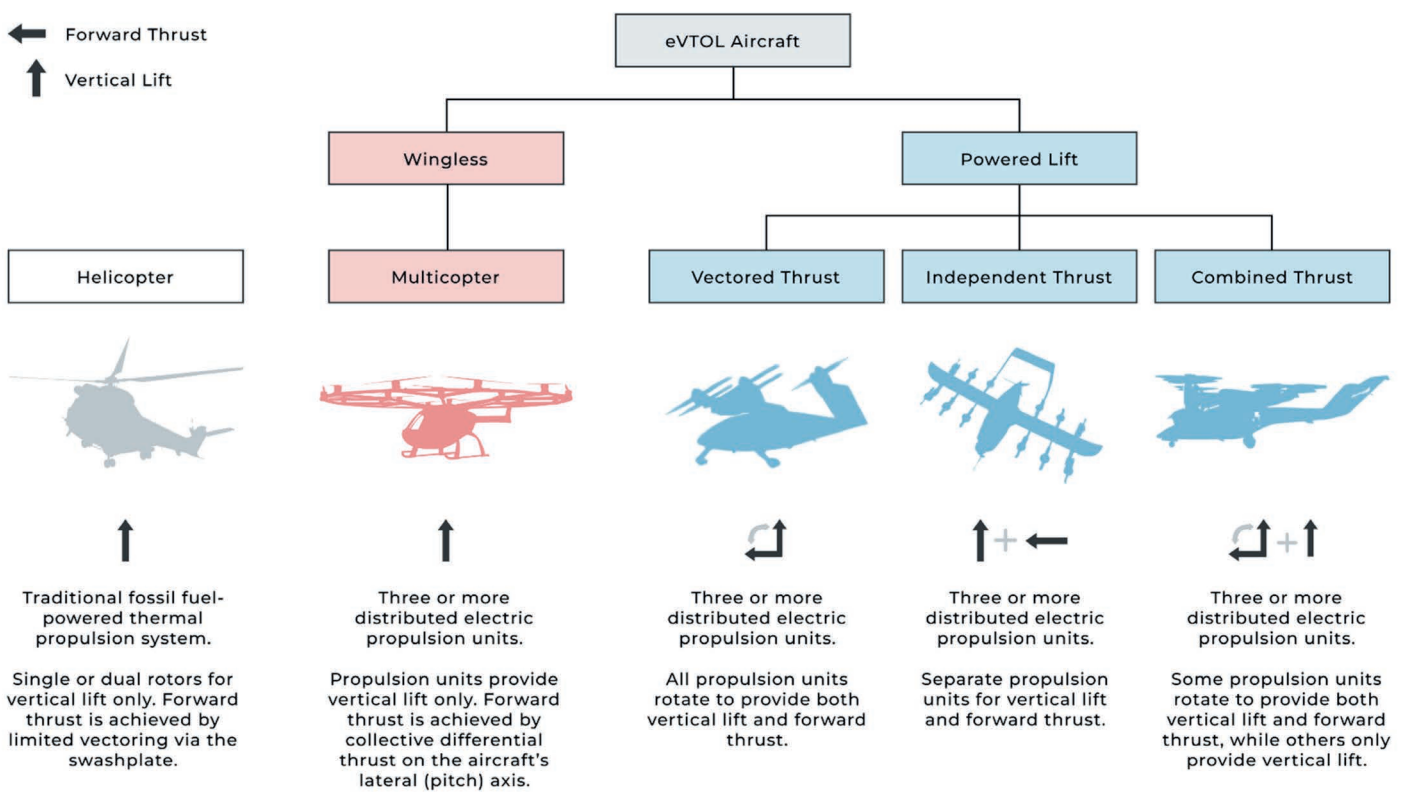 Forward Thrust
Vertical Lift
eVTOL Aircraft
Wingless
Powered Lift
Helicopter
Multicopter
Vectored Thrust
Independent Thrust
Combined Thrust
Traditional fossil fuel-
powered thermal
propulsion system.
Single or dual rotors for
vertical lift only. Forward
thrust is achieved by
limited vectoring via the
swashplate.
Three or more
distributed electric
propulsion units.
Propulsion units provide
vertical lift only. Forward
thrust is achieved by
collective differential
thrust on the aircraft’s
lateral (pitch) axis.
Three or more
distributed electric
propulsion units.
All propulsion units
rotate to provide both
vertical lift and forward
thrust.
Three or more
distributed electric
propulsion units.
Separate propulsion
units for vertical lift
and forward thrust.
Three or more
distributed electric
propulsion units.
Some propulsion units
rotate to provide both
vertical lift and forward
thrust, while others only
provide vertical lift.